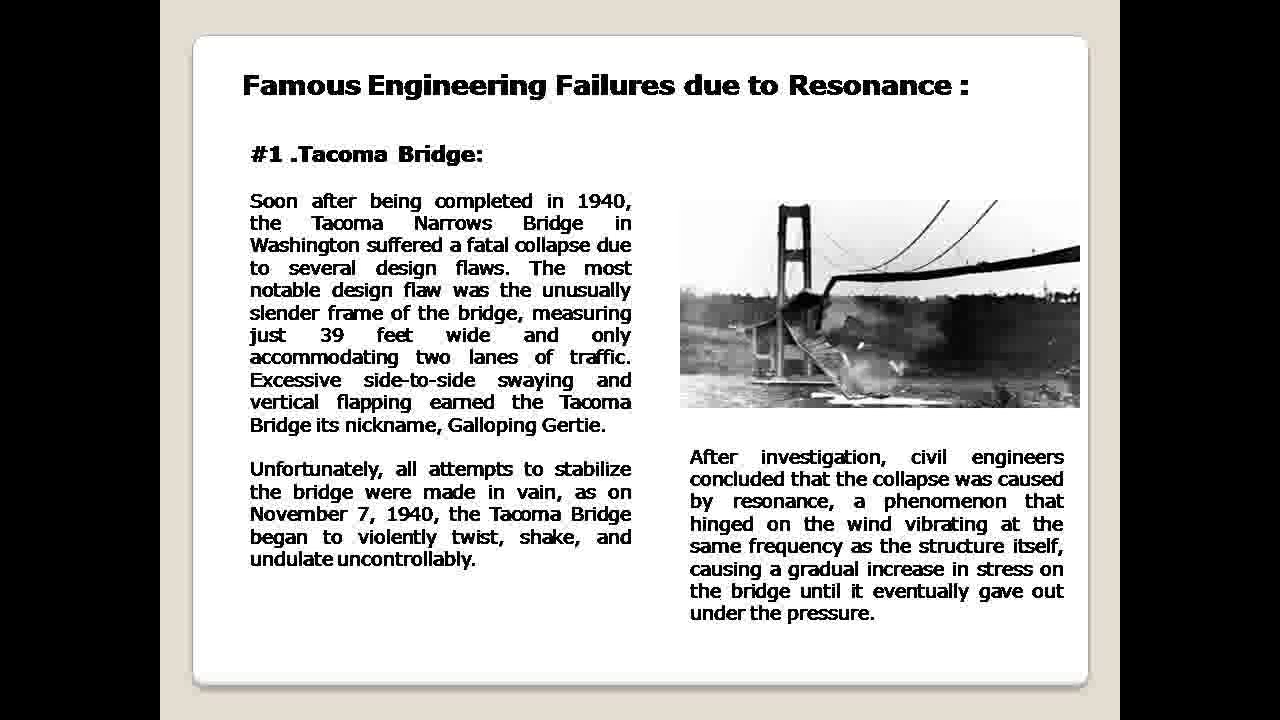 Famous Engineering Failures due to Resonance :
#1 .Tacoma Bridge:
Soon after being completed in 1940,
the Tacoma Narrows Bridge in
Washington suffered a fatal collapse due
to several design flaws. The most
notable design flaw was the unusually
slender frame of the bridge, measuring
just 39 feet wide and only
accommodating two lanes of traffic.
Excessive side-to-side swaying and
vertical flapping earned the Tacoma
Bridge its nickname, Galloping Gertie.
Unfortunately, all attempts to stabilize
the bridge were made in vain, as on
November 7, 1940, the Tacoma Bridge
began to violently twist, shake, and
undulate uncontrollably.
After investigation, civil engineers
concluded that the collapse was caused
by resonance, a phenomenon that
hinged on the wind vibrating at the
same frequency as the structure itself,
causing a gradual increase in stress on
the bridge until it eventually gave out
under the pressure.